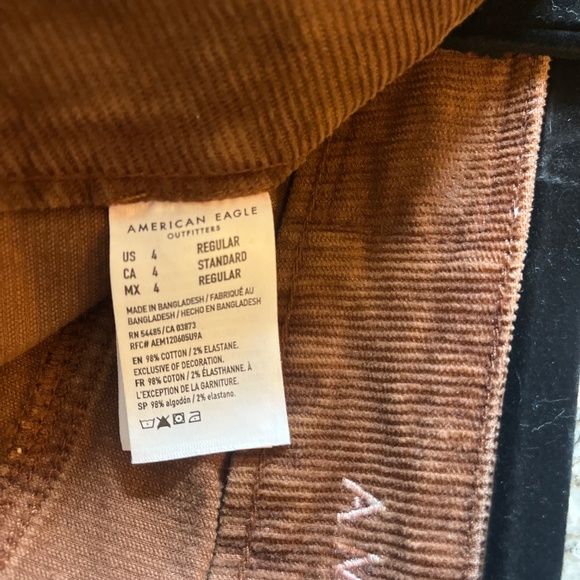 AMERICAN EAGLE
OUTFITTERS
US 4 REGULAR
CA 4 STANDARD
MX 4 REGULAR
MADE IN BANGLADESH / FABRIQUÉ AU
BANGLADESH / HECHO EN BANGLADESH
RN 54485/CA 03873
RFC# AEM120605U9A
EN 98% COTTON / 2% ELASTANE.
EXCLUSIVE OF DECORATION.
FR 98% COTON / 2% ÉLASTHANNE. À
L'EXCEPTION DE LA GARNITURE.
SP 98% algodón / 2% elastano.
A M